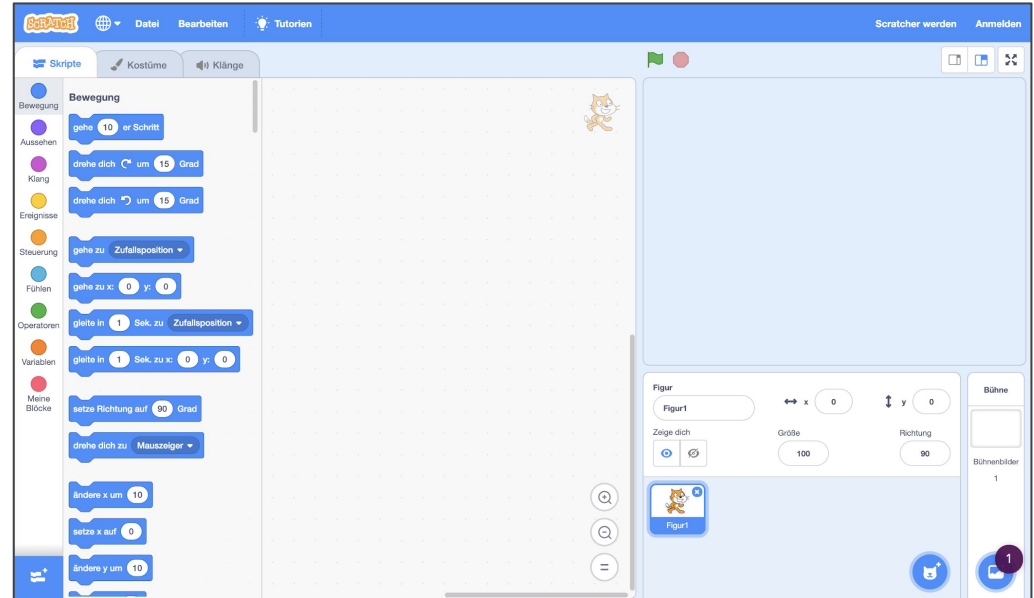 SCRATCH
Datei Bearbeiten Tutorien Scratcher werden Anmelden
Skripte Kostüme Klänge
Bewegung
Aussehen
Klang
Ereignisse
Steuerung
Fühlen
Operatoren
Variablen
Meine
Blöcke
Bewegung
gehe 10 er Schritt
drehe dich um 15 Grad
drehe dich um 15 Grad
gehe zu Zufallsposition
gehe zu x: 0 y: 0
gleite in 1 Sek. zu Zufallsposition
gleite in 1 Sek. zu x: 0 y: 0
setze Richtung auf 90 Grad
drehe dich zu Mauszeiger
ändere x um 10
setze x auf 0
ändere y um 10
Figur
Figur1 x 0 y 0
Zeige dich Größe Richtung
100 90
Figur1
Bühne
Bühnenbilder
1
1